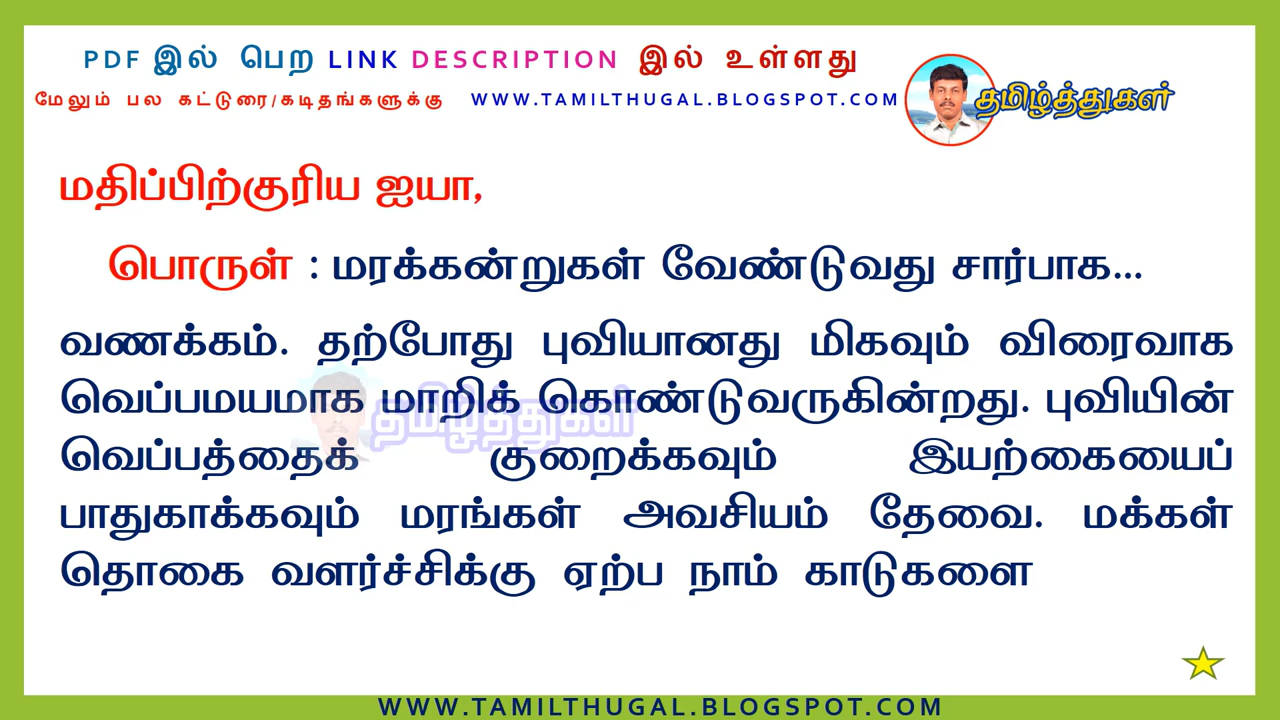 PDF இல் பெற LINK DESCRIPTION இல் உள்ளது
மேலும் பல கட்டுரை/கடிதங்களுக்கு WWW.TAMILTHUGAL.BLOGSPOT.COM
தமிழ்த்துகள்
மதிப்பிற்குரிய ஐயா,
பொருள் : மரக்கன்றுகள் வேண்டுவது சார்பாக...
வணக்கம். தற்போது புவியானது மிகவும் விரைவாக
வெப்பமயமாக மாறிக் கொண்டுவருகின்றது. புவியின்
தமிழ்த்துகள்
வெப்பத்தைக் குறைக்கவும் இயற்கையைப்
பாதுகாக்கவும் மரங்கள் அவசியம் தேவை. மக்கள்
தொகை வளர்ச்சிக்கு ஏற்ப நாம் காடுகளை
WWW.TAMILTHUGAL.BLOGSPOT.COM